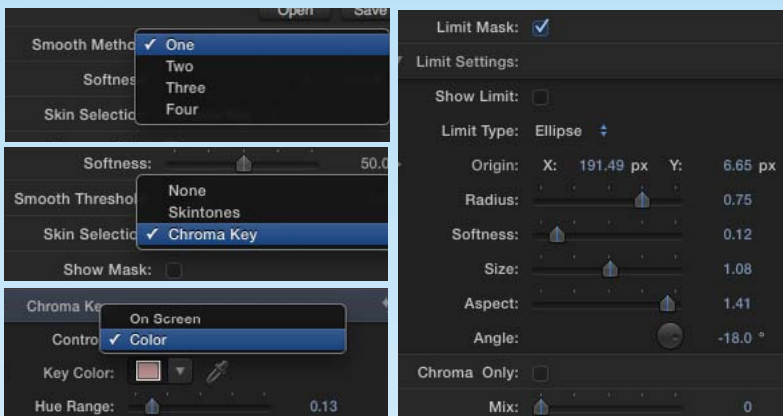 Open Save
Smooth Metho ✓ One
Two
Softnes
Three
Four
Skin Selectio
Softness: 50.0
None
Smooth Threshol
Skintones
Skin Selectio ✓ Chroma Key
Show Mask:
Chroma Ke
On Screen
Contro ✓ Color
Key Color:
Hue Range: 0.13
Limit Mask: ✓
Limit Settings:
Show Limit:
Limit Type: Ellipse
Origin: X: 191.49 px Y: 6.65 px
Radius: 0.75
Softness: 0.12
Size: 1.08
Aspect: 1.41
Angle: -18.0 °
Chroma Only:
Mix: 0